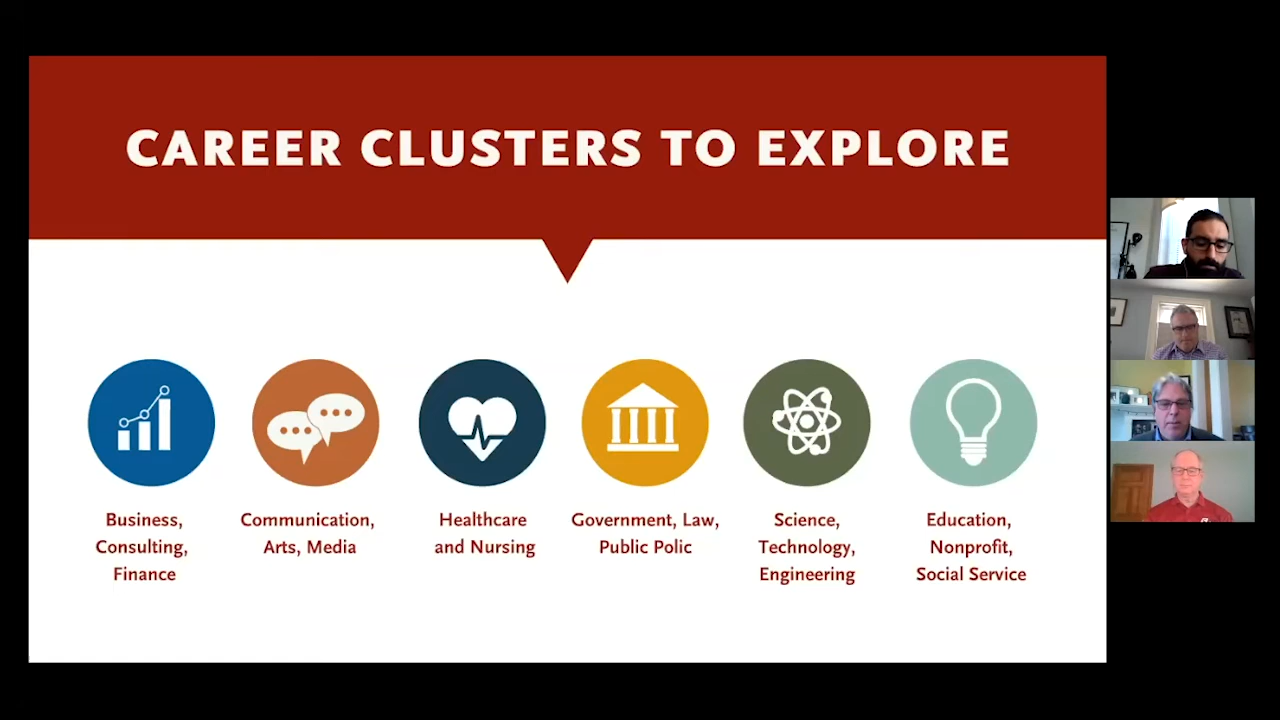 CAREER CLUSTERS TO EXPLORE
Business,
Consulting,
Finance
Communication,
Arts, Media
Healthcare
and Nursing
Government, Law,
Public Polic
Science,
Technology,
Engineering
Education,
Nonprofit,
Social Service